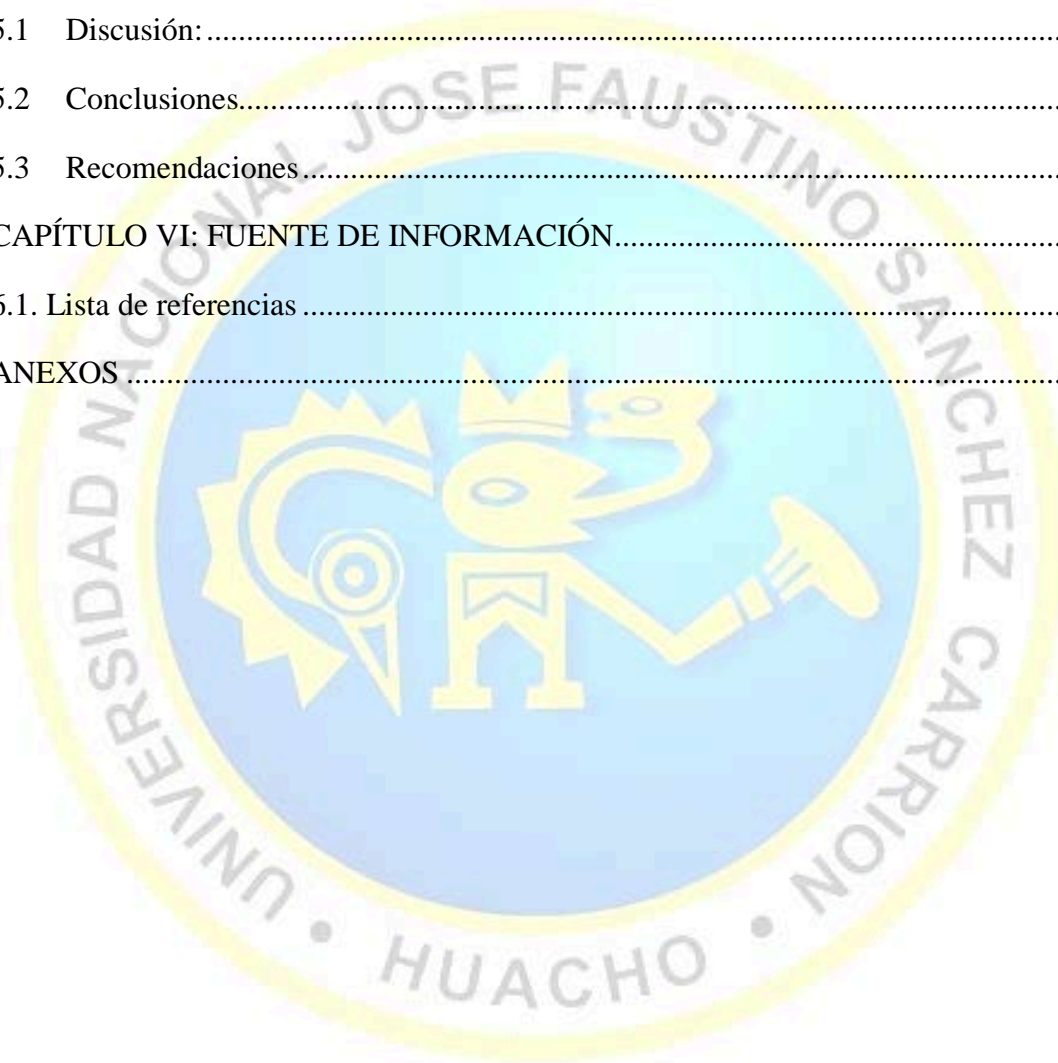 5.1 Discusión: ....................
5.2 Conclusiones....................
5.3 Recomendaciones ....................
CAPÍTULO VI: FUENTE DE INFORMACIÓN....................
6.1. Lista de referencias ....................
ANEXOS ....................
UNIVERSIDAD NACIONAL JOSE FAUSTINO SANCHEZ CARRION • HUACHO •